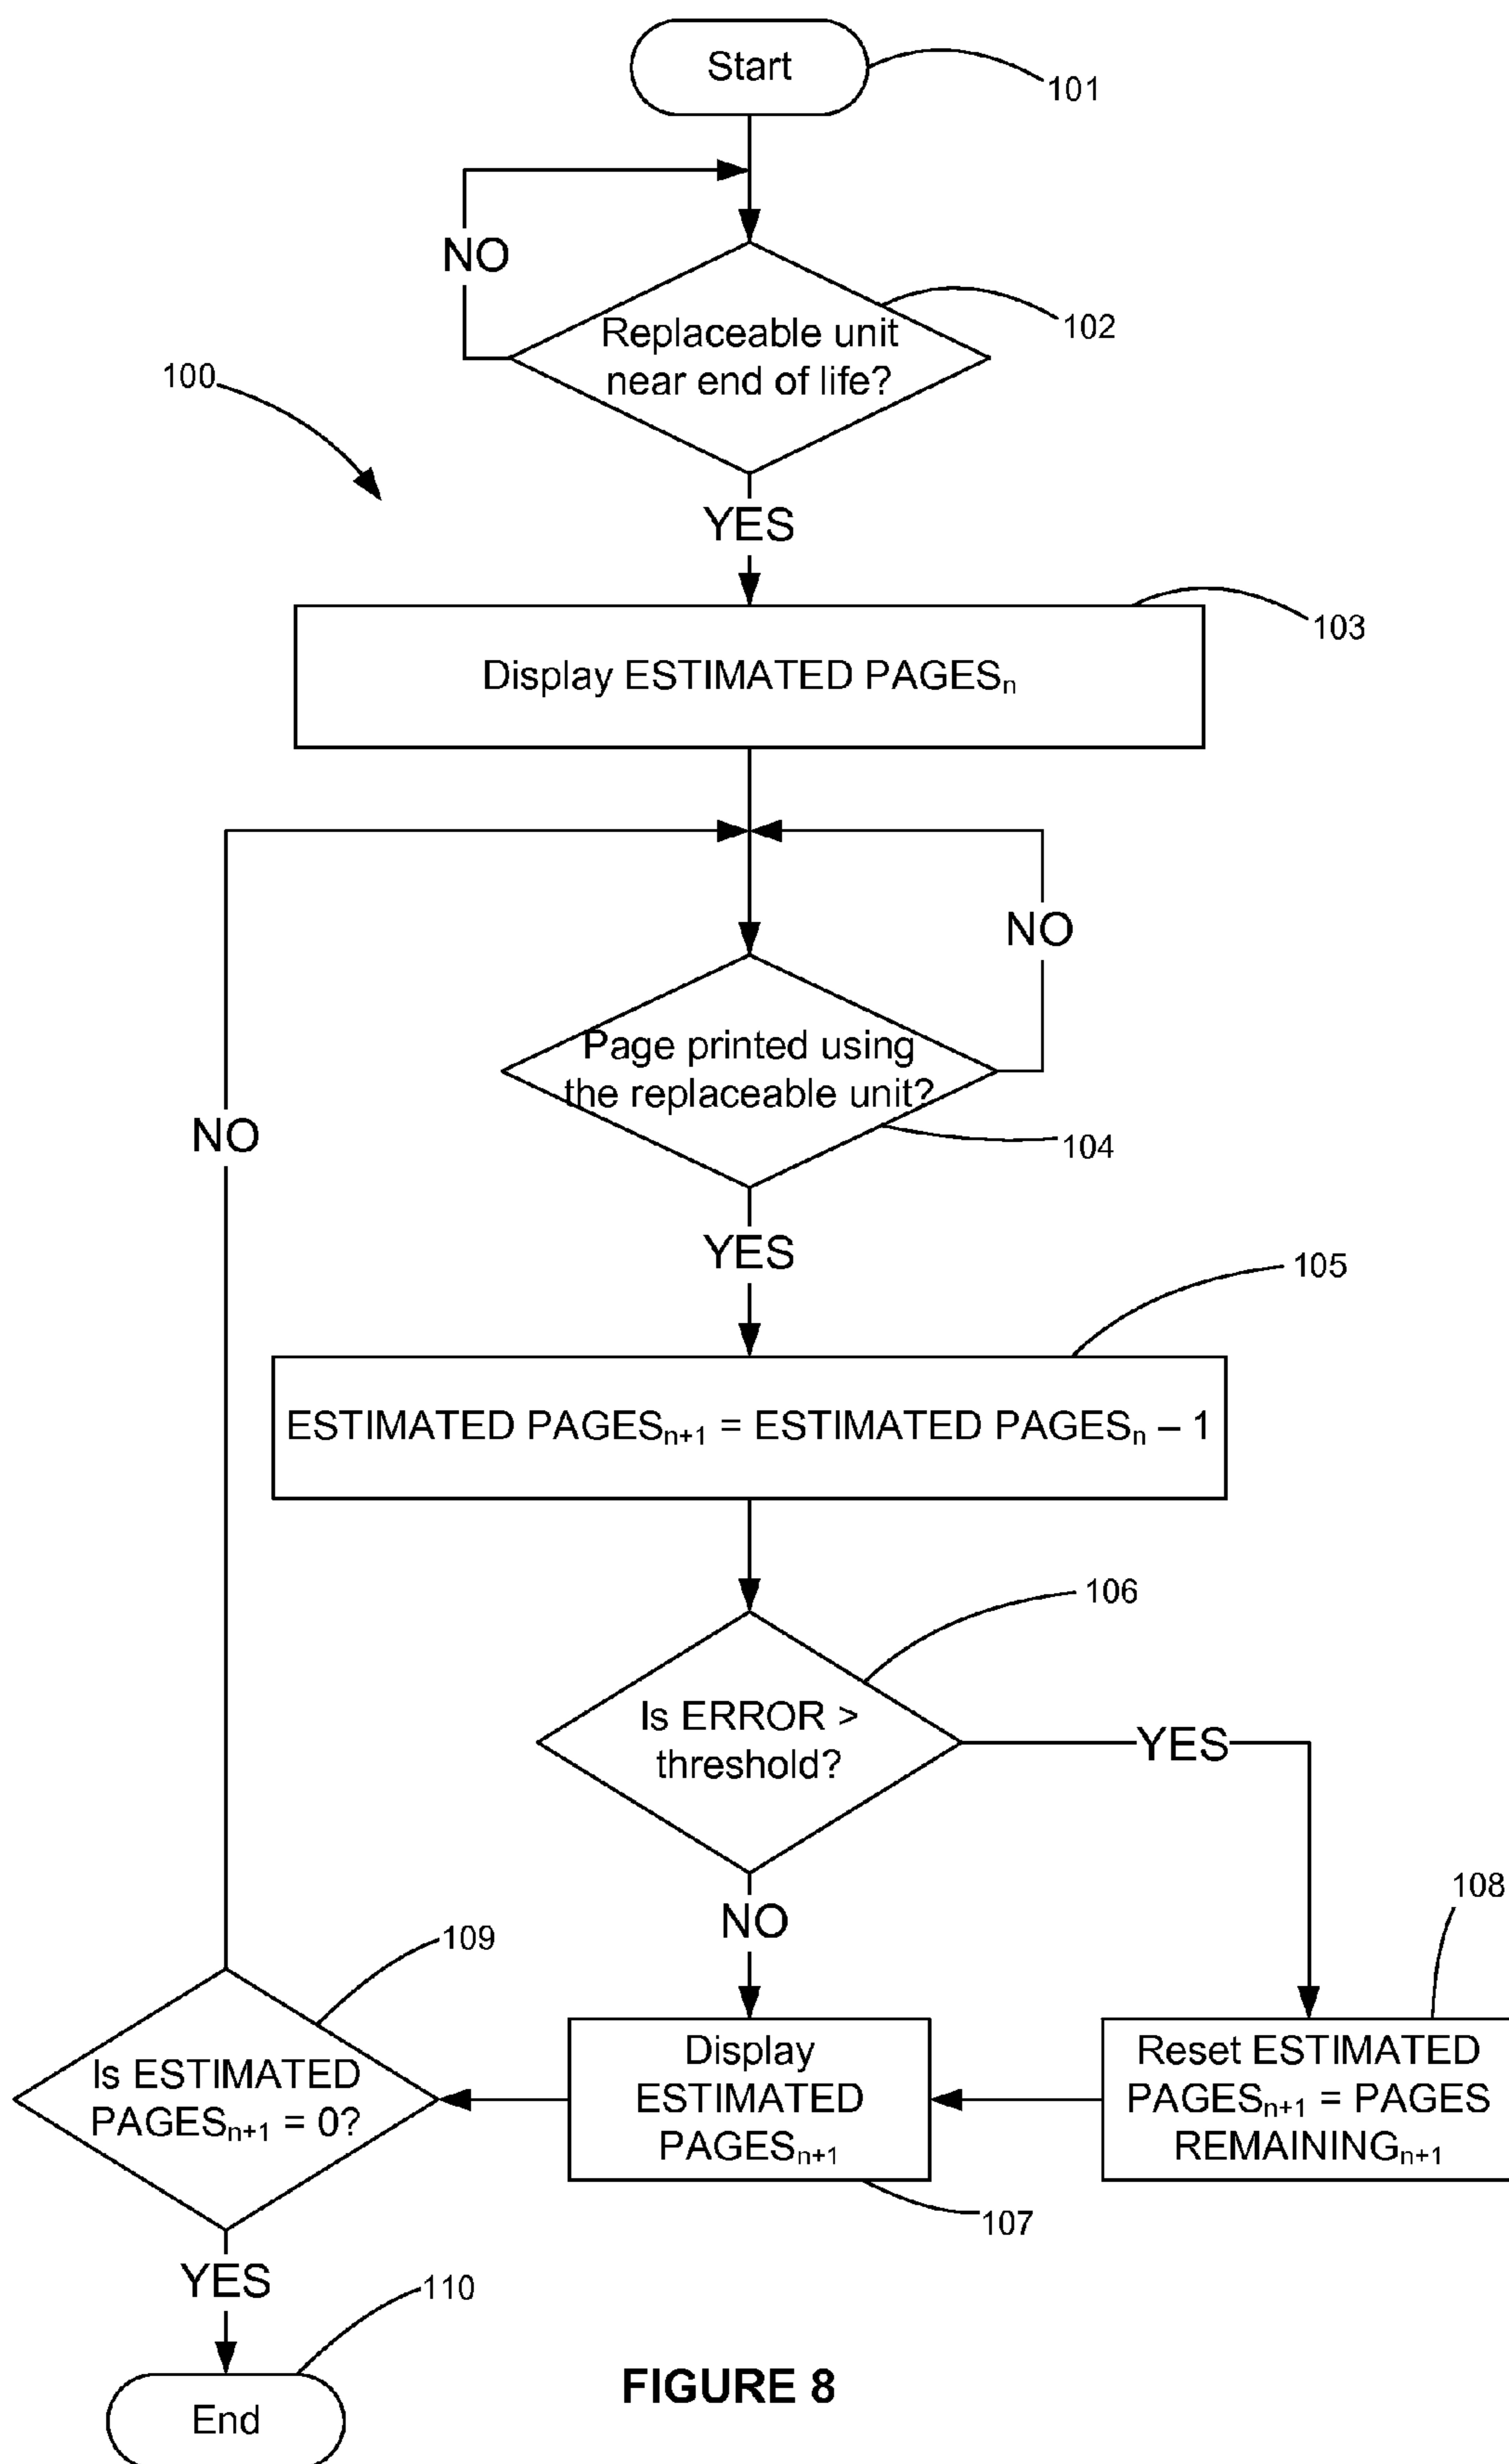 Start
101
NO
Replaceable unit
near end of life?
102
100
YES
Display ESTIMATED PAGESₙ
103
NO
Page printed using
the replaceable unit?
104
NO
YES
105
ESTIMATED PAGESₙ₊₁ = ESTIMATED PAGESₙ – 1
106
Is ERROR >
threshold?
YES
NO
108
109
Is ESTIMATED
PAGESₙ₊₁ = 0?
Display
ESTIMATED
PAGESₙ₊₁
Reset ESTIMATED
PAGESₙ₊₁ = PAGES
REMAININGₙ₊₁
107
YES
110
End
FIGURE 8